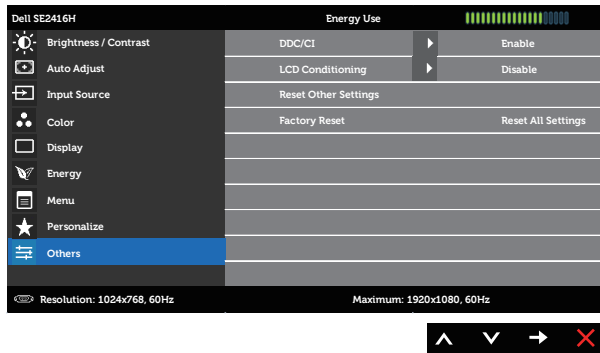 Dell SE2416H Energy Use
Brightness / Contrast DDC/CI Enable
Auto Adjust LCD Conditioning Disable
Input Source Reset Other Settings
Color Factory Reset Reset All Settings
Display
Energy
Menu
Personalize
Others
Resolution: 1024x768, 60Hz Maximum: 1920x1080, 60Hz